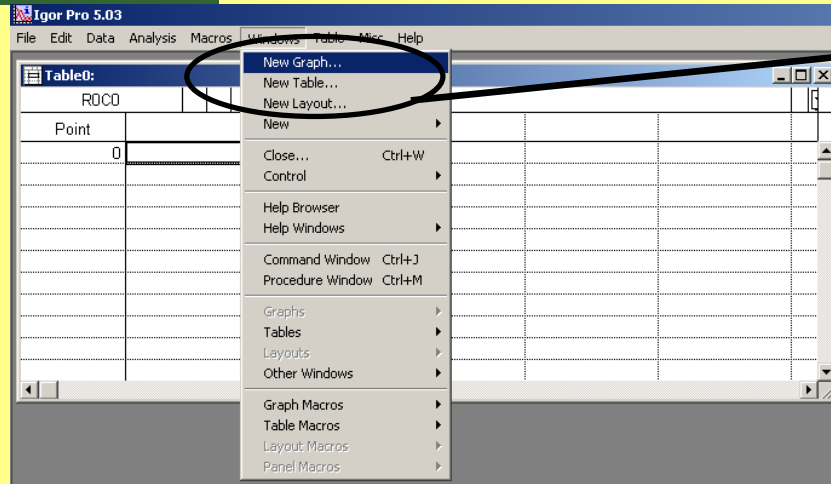 Igor Pro 5.03
File Edit Data Analysis Macros Windows Table Misc Help
Table0:
R0C0
Point
0
New Graph...
New Table...
New Layout...
New
Close... Ctrl+W
Control
Help Browser
Help Windows
Command Window Ctrl+J
Procedure Window Ctrl+M
Graphs
Tables
Layouts
Other Windows
Graph Macros
Table Macros
Layout Macros
Panel Macros